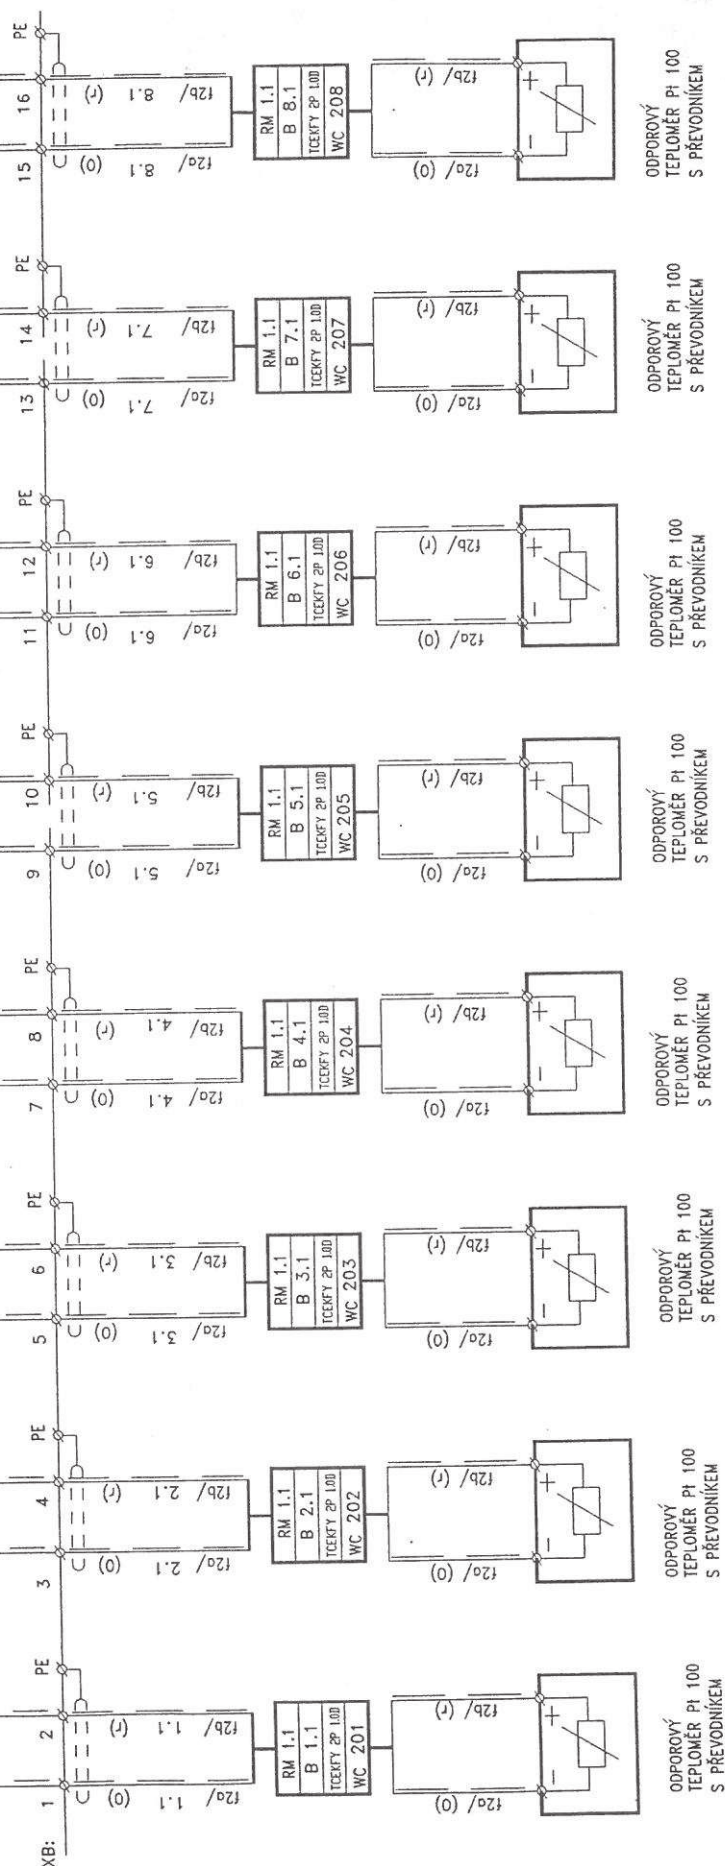 XB:
1
2
PE
(0)
1.1
f2a/
(r)
1.1
f2b/
RM 1.1
B 1.1
TCEKFY 2P 1.0D
WC 201
f2a/ (0)
f2b/ (r)
−
+
ODPOROVÝ
TEPLOMĚR Pt 100
S PŘEVODNÍKEM
3
4
PE
(0)
2.1
f2a/
(r)
2.1
f2b/
RM 1.1
B 2.1
TCEKFY 2P 1.0D
WC 202
f2a/ (0)
f2b/ (r)
−
+
ODPOROVÝ
TEPLOMĚR Pt 100
S PŘEVODNÍKEM
5
6
PE
(0)
3.1
f2a/
(r)
3.1
f2b/
RM 1.1
B 3.1
TCEKFY 2P 1.0D
WC 203
f2a/ (0)
f2b/ (r)
−
+
ODPOROVÝ
TEPLOMĚR Pt 100
S PŘEVODNÍKEM
7
8
PE
(0)
4.1
f2a/
(r)
4.1
f2b/
RM 1.1
B 4.1
TCEKFY 2P 1.0D
WC 204
f2a/ (0)
f2b/ (r)
−
+
ODPOROVÝ
TEPLOMĚR Pt 100
S PŘEVODNÍKEM
9
10
PE
(0)
5.1
f2a/
(r)
5.1
f2b/
RM 1.1
B 5.1
TCEKFY 2P 1.0D
WC 205
f2a/ (0)
f2b/ (r)
−
+
ODPOROVÝ
TEPLOMĚR Pt 100
S PŘEVODNÍKEM
11
12
PE
(0)
6.1
f2a/
(r)
6.1
f2b/
RM 1.1
B 6.1
TCEKFY 2P 1.0D
WC 206
f2a/ (0)
f2b/ (r)
−
+
ODPOROVÝ
TEPLOMĚR Pt 100
S PŘEVODNÍKEM
13
14
PE
(0)
7.1
f2a/
(r)
7.1
f2b/
RM 1.1
B 7.1
TCEKFY 2P 1.0D
WC 207
f2a/ (0)
f2b/ (r)
−
+
ODPOROVÝ
TEPLOMĚR Pt 100
S PŘEVODNÍKEM
15
16
PE
(0)
8.1
f2a/
(r)
8.1
f2b/
RM 1.1
B 8.1
TCEKFY 2P 1.0D
WC 208
f2a/ (0)
f2b/ (r)
−
+
ODPOROVÝ
TEPLOMĚR Pt 100
S PŘEVODNÍKEM